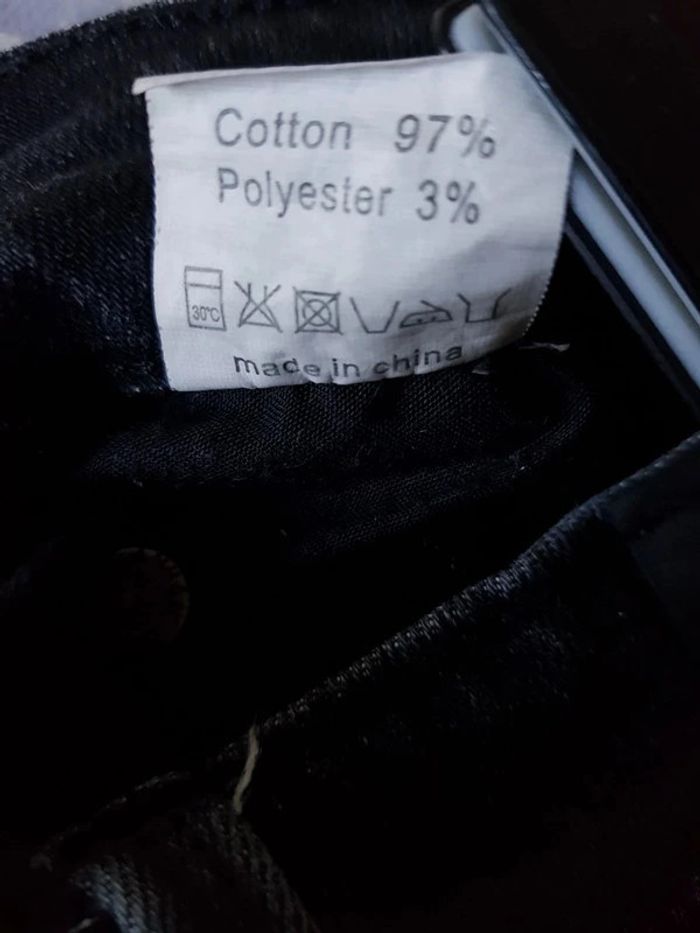 Cotton 97%
Polyester 3%
30°C
made in china